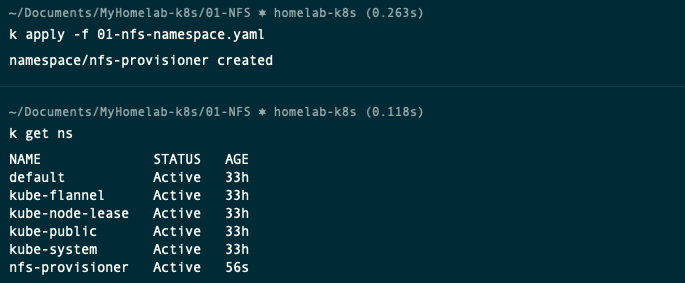 ~/Documents/MyHomelab-k8s/01-NFS ⎈ homelab-k8s (0.263s)
k apply -f 01-nfs-namespace.yaml
namespace/nfs-provisioner created
~/Documents/MyHomelab-k8s/01-NFS ⎈ homelab-k8s (0.118s)
k get ns
NAME STATUS AGE
default Active 33h
kube-flannel Active 33h
kube-node-lease Active 33h
kube-public Active 33h
kube-system Active 33h
nfs-provisioner Active 56s